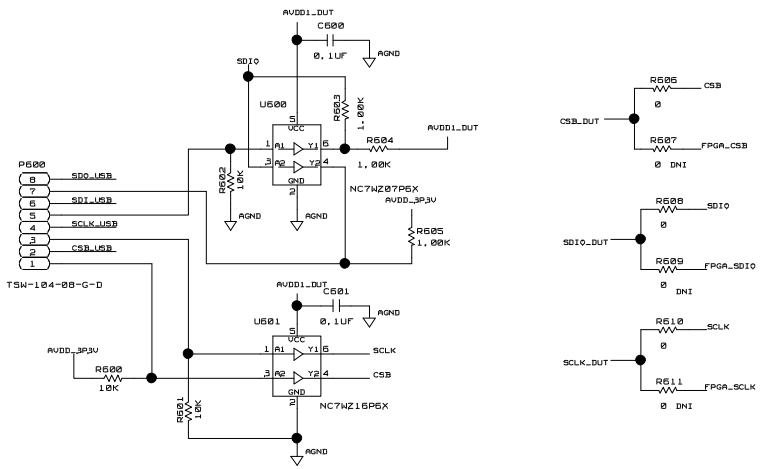 AVDD1_DUT
C600
0.1UF
AGND
SDIO
U600
R603
1.00K
5
VCC
1 A1 Y1 6
3 A2 Y2 4
GND
2
R604
1.00K
AVDD1_DUT
NC7WZ07P6X
R602
10K
AGND
AGND
AVDD_3P3V
R605
1.00K
P600
8 SDO_USB
7
6 SDI_USB
5
4 SCLK_USB
3
2 CSB_USB
1
TSW-104-08-G-D
AVDD1_DUT
C601
0.1UF
AGND
U601
5
VCC
1 A1 Y1 6 SCLK
3 A2 Y2 4 CSB
GND
2
NC7WZ16P6X
AVDD_3P3V
R600
10K
R601
10K
AGND
R606
CSB
0
CSB_DUT
R607
FPGA_CSB
0 DNI
R608
SDIO
0
SDIO_DUT
R609
FPGA_SDIO
0 DNI
R610
SCLK
0
SCLK_DUT
R611
FPGA_SCLK
0 DNI